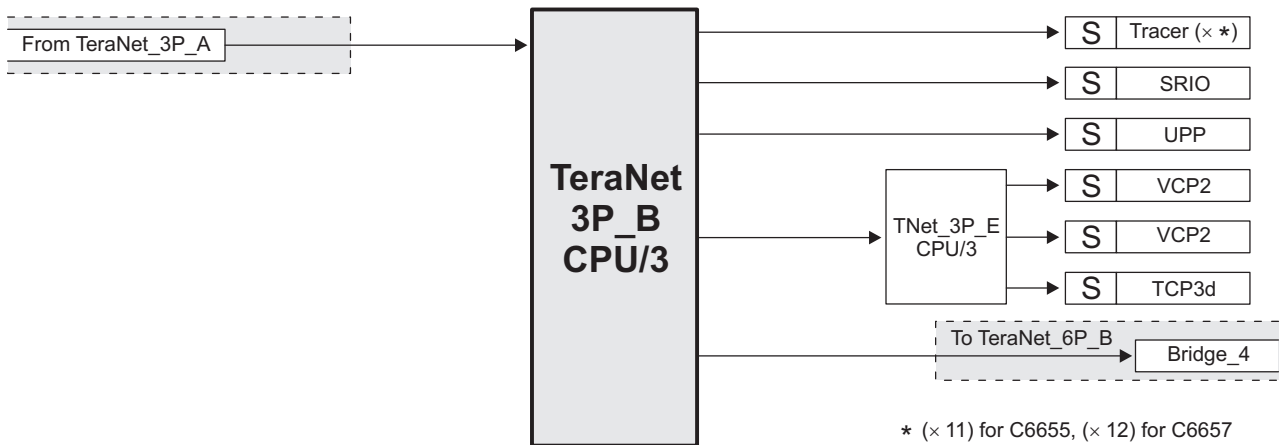 From TeraNet_3P_A
TeraNet
3P_B
CPU/3
S Tracer (× *)
S SRIO
S UPP
TNet_3P_E
CPU/3
S VCP2
S VCP2
S TCP3d
To TeraNet_6P_B
Bridge_4
* (× 11) for C6655, (× 12) for C6657